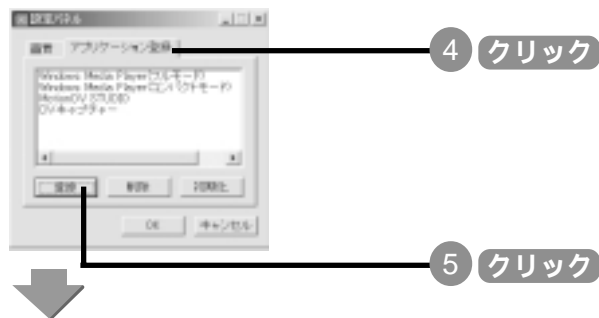 設定パネル
画質 アプリケーション登録
4 クリック
Windows Media Player(フルモード)
Windows Media Player(コンパクトモード)
MotionDV STUDIO
DVキャプチャー
登録 削除 初期化
OK キャンセル
5 クリック